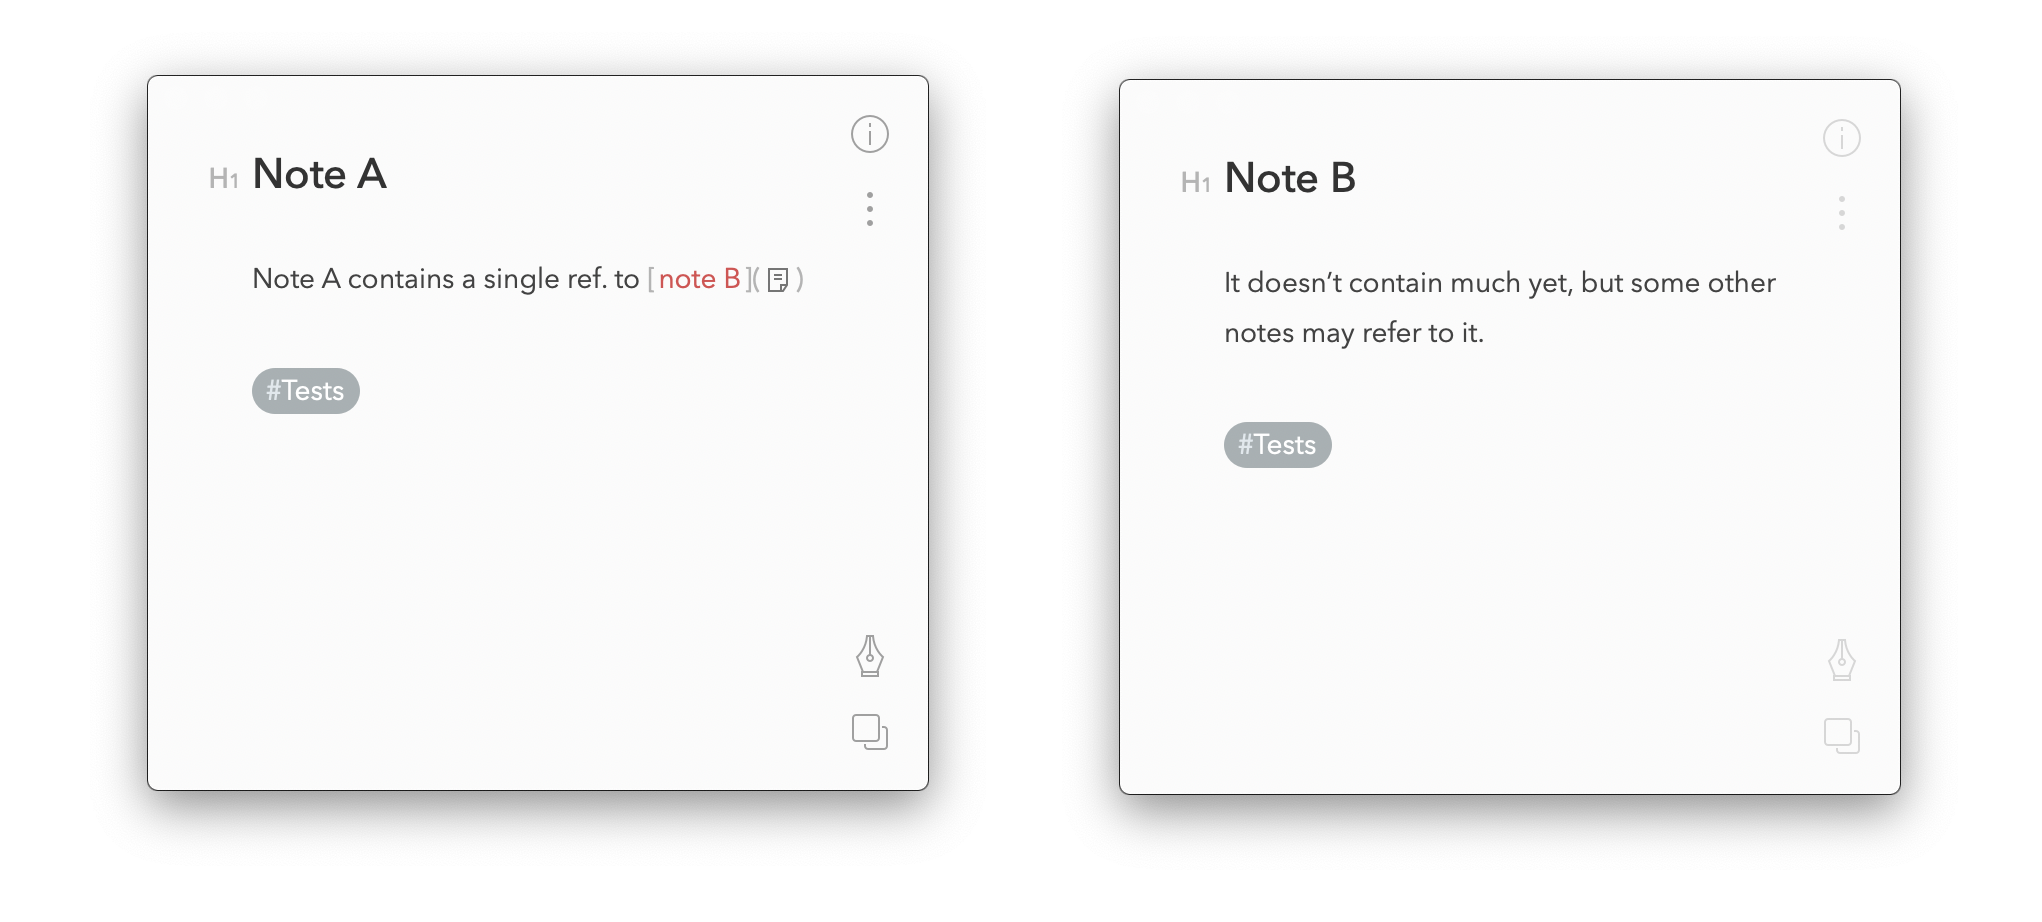 H1 Note A
Note A contains a single ref. to [note B]( )
#Tests
H1 Note B
It doesn’t contain much yet, but some other
notes may refer to it.
#Tests